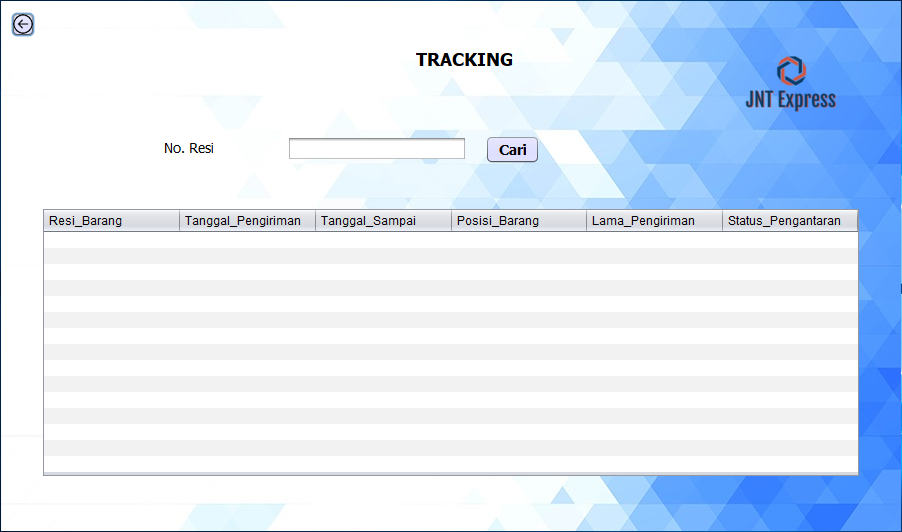 TRACKING
JNT Express
No. Resi
Cari
Resi_Barang Tanggal_Pengiriman Tanggal_Sampai Posisi_Barang Lama_Pengiriman Status_Pengantaran